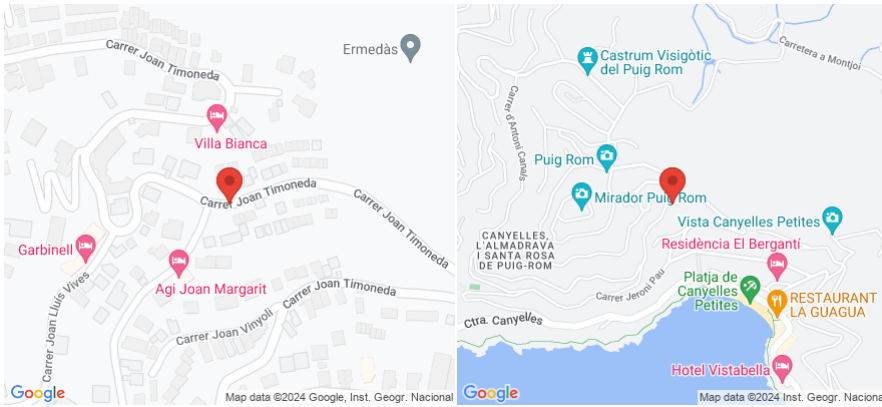 Carrer Joan Timoneda
Ermedàs
Villa Bianca
Carrer Joan Timoneda
Carrer Joan Timoneda
Garbinell
Agi Joan Margarit
Carrer Joan Timoneda
Carrer Joan Vinyoli
Carrer Joan Lluís Vives
Google
Map data ©2024 Google, Inst. Geogr. Nacional
Carretera a Montjoi
Castrum Visigòtic
del Puig Rom
Carrer d'Antoni Canals
Puig Rom
Mirador Puig Rom
Vista Canyelles Petites
CANYELLES,
L'ALMADRAVA
I SANTA ROSA
DE PUIG-ROM
Residència El Bergantí
Carrer Jeroni Pau
Platja de
Canyelles
Petites
RESTAURANT
LA GUAGUA
Ctra. Canyelles
Hotel Vistabella
Google
Map data ©2024 Google, Inst. Geogr. Nacional